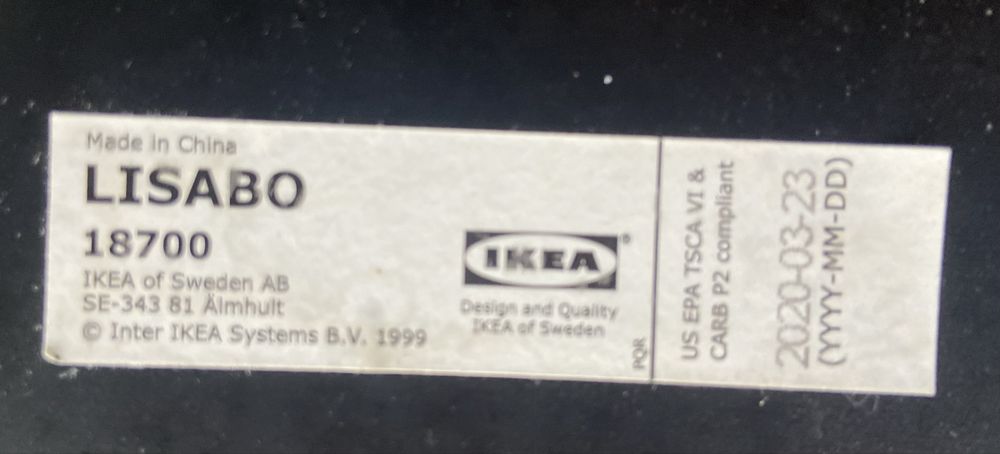 Made in China
LISABO
18700
IKEA of Sweden AB
SE-343 81 Älmhult
© Inter IKEA Systems B.V. 1999
IKEA®
Design and Quality
IKEA of Sweden
PQR
US EPA TSCA VI &
CARB P2 compliant
2020-03-23
(YYYY-MM-DD)